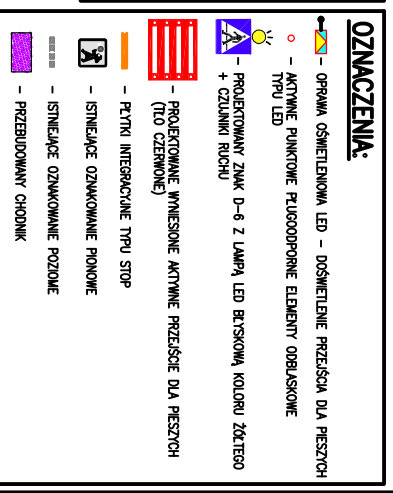 OZNACZENIA:
– OPRAWA OŚWIETLENIOWA LED – DOŚWIETLENIE PRZEJŚCIA DLA PIESZYCH
– AKTYWNE PUNKTOWE PŁUGOODPORNE ELEMENTY ODBLASKOWE
TYPU LED
– PROJEKTOWANY ZNAK D–6 Z LAMPĄ LED BŁYSKOWĄ KOLORU ŻÓŁTEGO
+ CZUJNIKI RUCHU
– PROJEKTOWANE WYNIESIONE AKTYWNE PRZEJŚCIE DLA PIESZYCH
(TŁO CZERWONE)
– PŁYTKI INTEGRACYJNE TYPU STOP
– ISTNIEJĄCE OZNAKOWANIE PIONOWE
– ISTNIEJĄCE OZNAKOWANIE POZIOME
– PRZEBUDOWANY CHODNIK